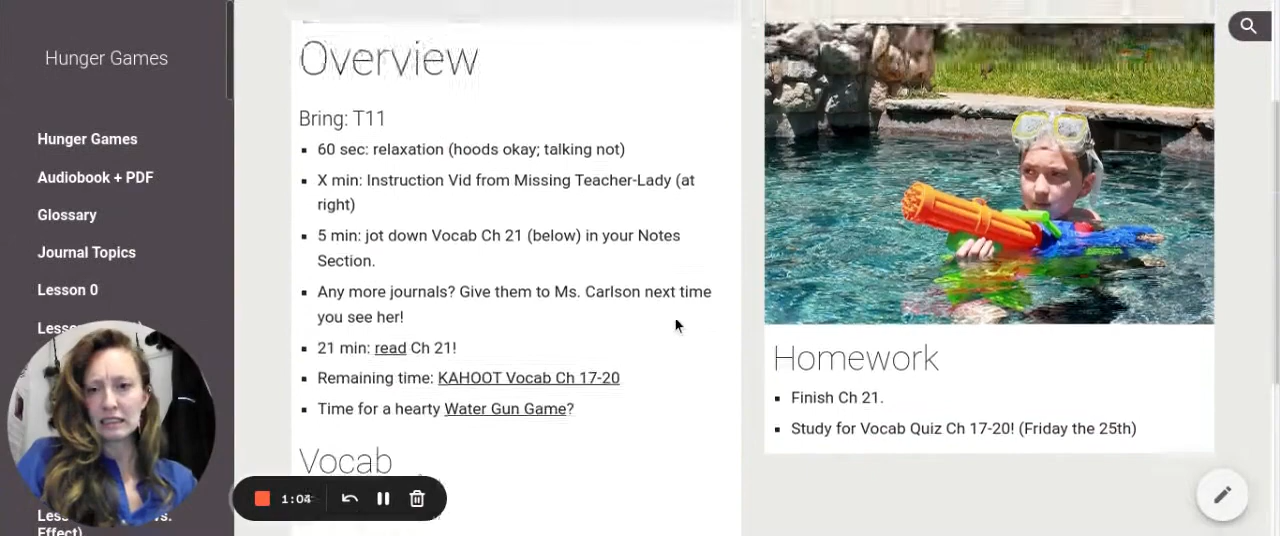 Hunger Games
Hunger Games
Audiobook + PDF
Glossary
Journal Topics
Lesson 0
Overview
Bring: T11
60 sec: relaxation (hoods okay; talking not)
X min: Instruction Vid from Missing Teacher-Lady (at
right)
5 min: jot down Vocab Ch 21 (below) in your Notes
Section.
Any more journals? Give them to Ms. Carlson next time
you see her!
21 min: read Ch 21!
Remaining time: KAHOOT Vocab Ch 17-20
Time for a hearty Water Gun Game?
Vocab
1:04
Effect)
Homework
Finish Ch 21.
Study for Vocab Quiz Ch 17-20! (Friday the 25th)